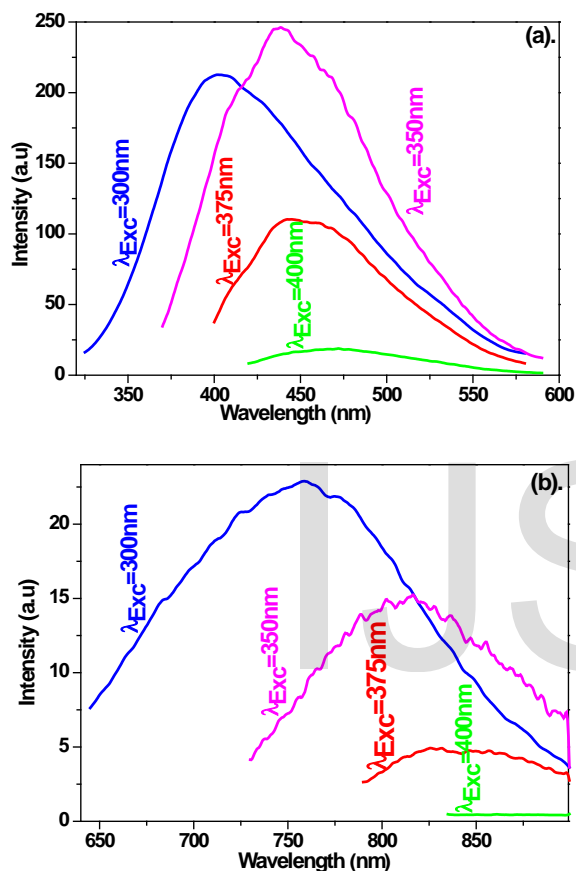 (a).
250
200
150
100
50
0
Intensity (a.u)
λExc=300nm
λExc=375nm
λExc=400nm
λExc=350nm
350 400 450 500 550 600
Wavelength (nm)
(b).
20
15
10
5
0
Intensity (a.u)
λExc=300nm
λExc=350nm
λExc=375nm
λExc=400nm
650 700 750 800 850
Wavelength (nm)
IJS